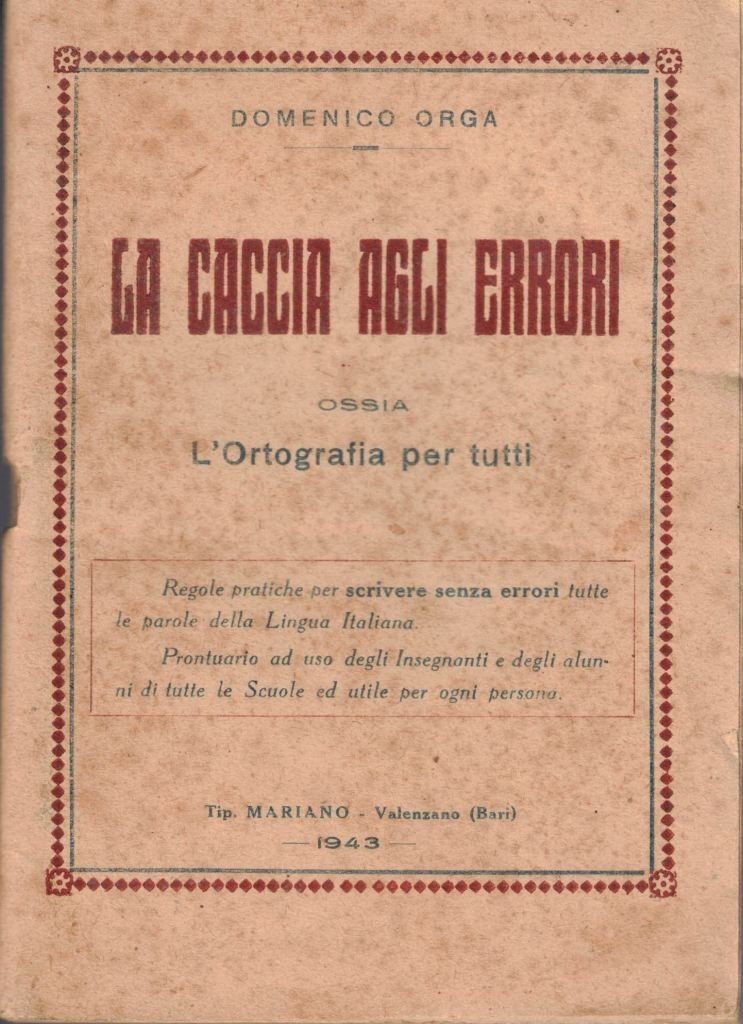 DOMENICO ORGA
LA CACCIA AGLI ERRORI
OSSIA
L'Ortografia per tutti
Regole pratiche per scrivere senza errori tutte
le parole della Lingua Italiana.
Prontuario ad uso degli Insegnanti e degli alun-
ni di tutte le Scuole ed utile per ogni persona.
Tip. MARIANO - Valenzano (Bari)
— 1943 —